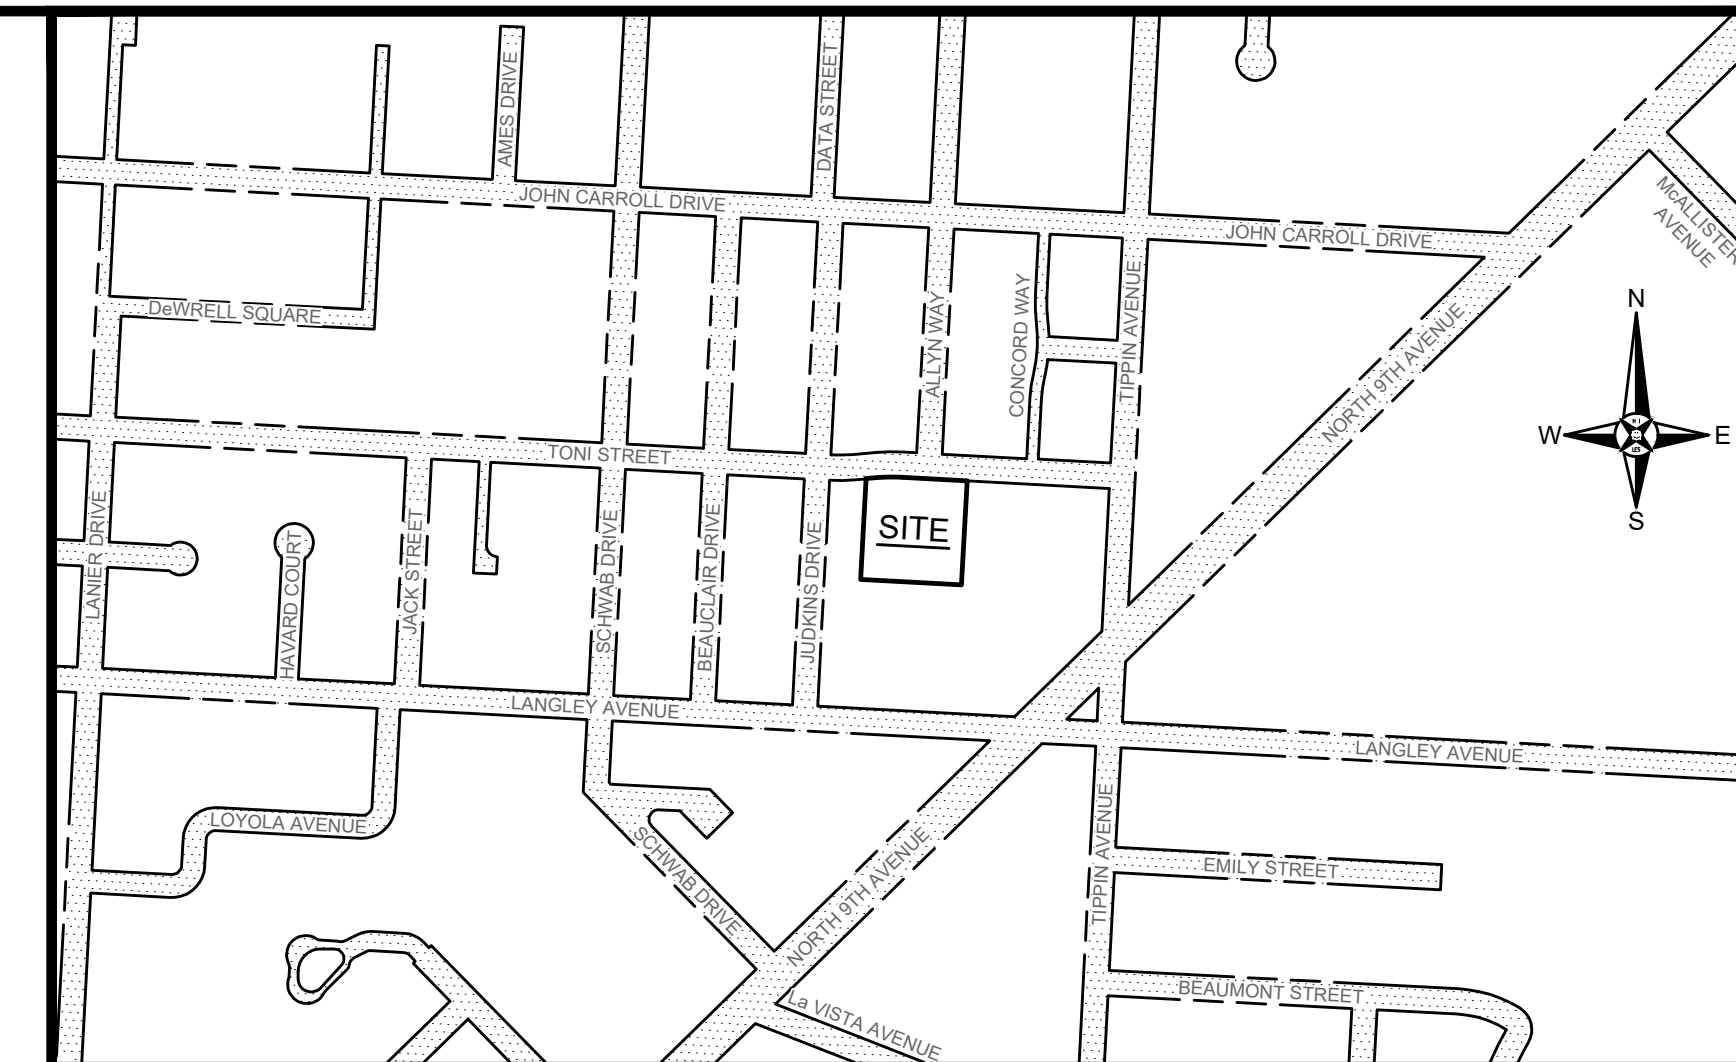 AMES DRIVE
DATA STREET
JOHN CARROLL DRIVE
JOHN CARROLL DRIVE
McALLISTER
AVENUE
DeWRELL SQUARE
ALLYN WAY
CONCORD WAY
TIPPIN AVENUE
NORTH 9TH AVENUE
N
W
E
S
TONI STREET
LANIER DRIVE
HAVARD COURT
JACK STREET
SCHWAB DRIVE
BEAUCLAIR DRIVE
JUDKINS DRIVE
SITE
LANGLEY AVENUE
LANGLEY AVENUE
LOYOLA AVENUE
SCHWAB DRIVE
NORTH 9TH AVENUE
TIPPIN AVENUE
EMILY STREET
BEAUMONT STREET
La VISTA AVENUE